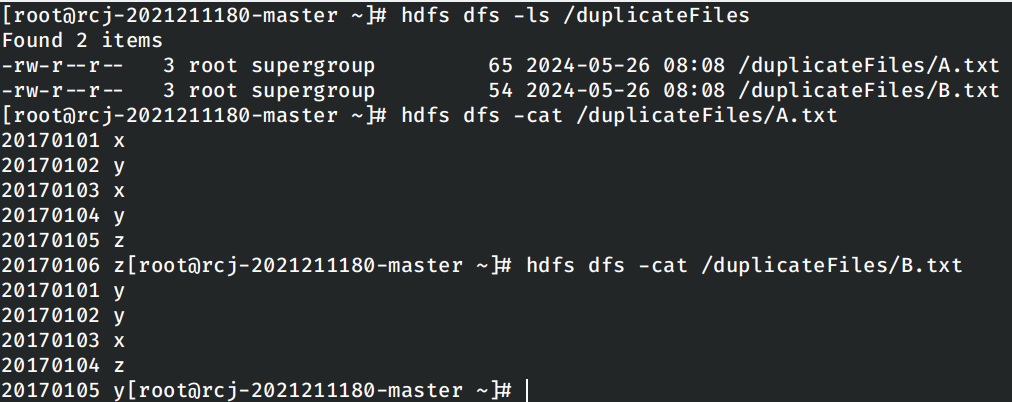 [root@rcj-2021211180-master ~]# hdfs dfs -ls /duplicateFiles
Found 2 items
-rw-r--r--   3 root supergroup         65 2024-05-26 08:08 /duplicateFiles/A.txt
-rw-r--r--   3 root supergroup         54 2024-05-26 08:08 /duplicateFiles/B.txt
[root@rcj-2021211180-master ~]# hdfs dfs -cat /duplicateFiles/A.txt
20170101 x
20170102 y
20170103 x
20170104 y
20170105 z
20170106 z[root@rcj-2021211180-master ~]# hdfs dfs -cat /duplicateFiles/B.txt
20170101 y
20170102 y
20170103 x
20170104 z
20170105 y[root@rcj-2021211180-master ~]#